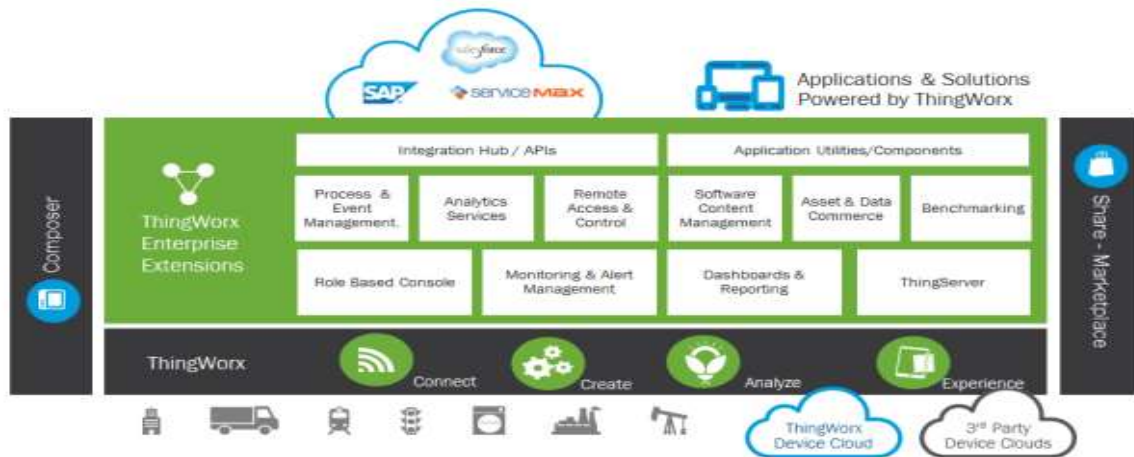 salesforce
SAP
servicemax
Applications & Solutions
Powered by ThingWorx
Composer
ThingWorx
Enterprise
Extensions
Integration Hub / APIs
Application Utilities/Components
Process &
Event
Management.
Analytics
Services
Remote
Access &
Control
Software
Content
Management
Asset & Data
Commerce
Benchmarking
Role Based Console
Monitoring & Alert
Management
Dashboards &
Reporting
ThingServer
Share - Marketplace
ThingWorx
Connect
Create
Analyze
Experience
ThingWorx
Device Cloud
3rd Party
Device Clouds